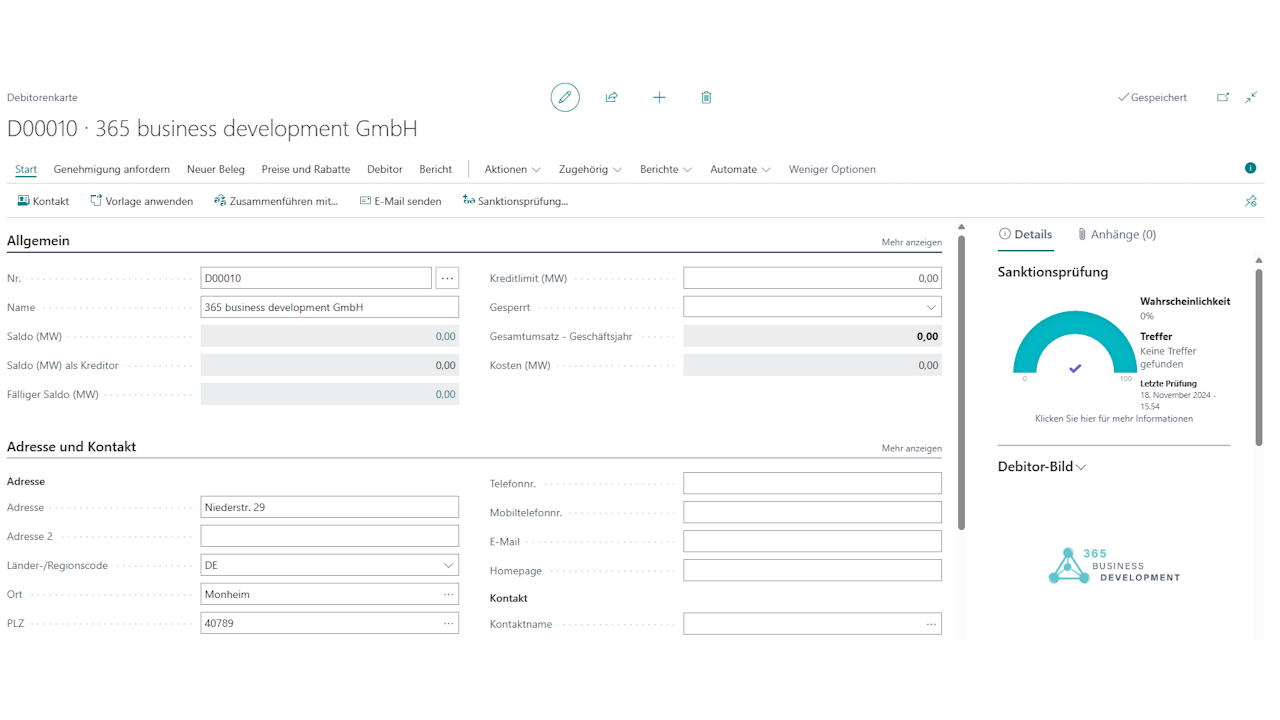 Debitorenkarte
Gespeichert
D00010 · 365 business development GmbH
Start Genehmigung anfordern Neuer Beleg Preise und Rabatte Debitor Bericht Aktionen Zugehörig Berichte Automate Weniger Optionen
Kontakt Vorlage anwenden Zusammenführen mit... E-Mail senden Sanktionsprüfung...
Allgemein
Mehr anzeigen
Nr. D00010
Name 365 business development GmbH
Saldo (MW) 0,00
Saldo (MW) als Kreditor 0,00
Fälliger Saldo (MW) 0,00
Kreditlimit (MW) 0,00
Gesperrt
Gesamtumsatz - Geschäftsjahr 0,00
Kosten (MW) 0,00
Adresse und Kontakt
Mehr anzeigen
Adresse
Adresse Niederstr. 29
Adresse 2
Länder-/Regionscode DE
Ort Monheim
PLZ 40789
Telefonnr.
Mobiltelefonnr.
E-Mail
Homepage
Kontakt
Kontaktname
Details Anhänge (0)
Sanktionsprüfung
0 100
Wahrscheinlichkeit
0%
Treffer
Keine Treffer
gefunden
Letzte Prüfung
18. November 2024 -
15.54
Klicken Sie hier für mehr Informationen
Debitor-Bild
365
BUSINESS
DEVELOPMENT